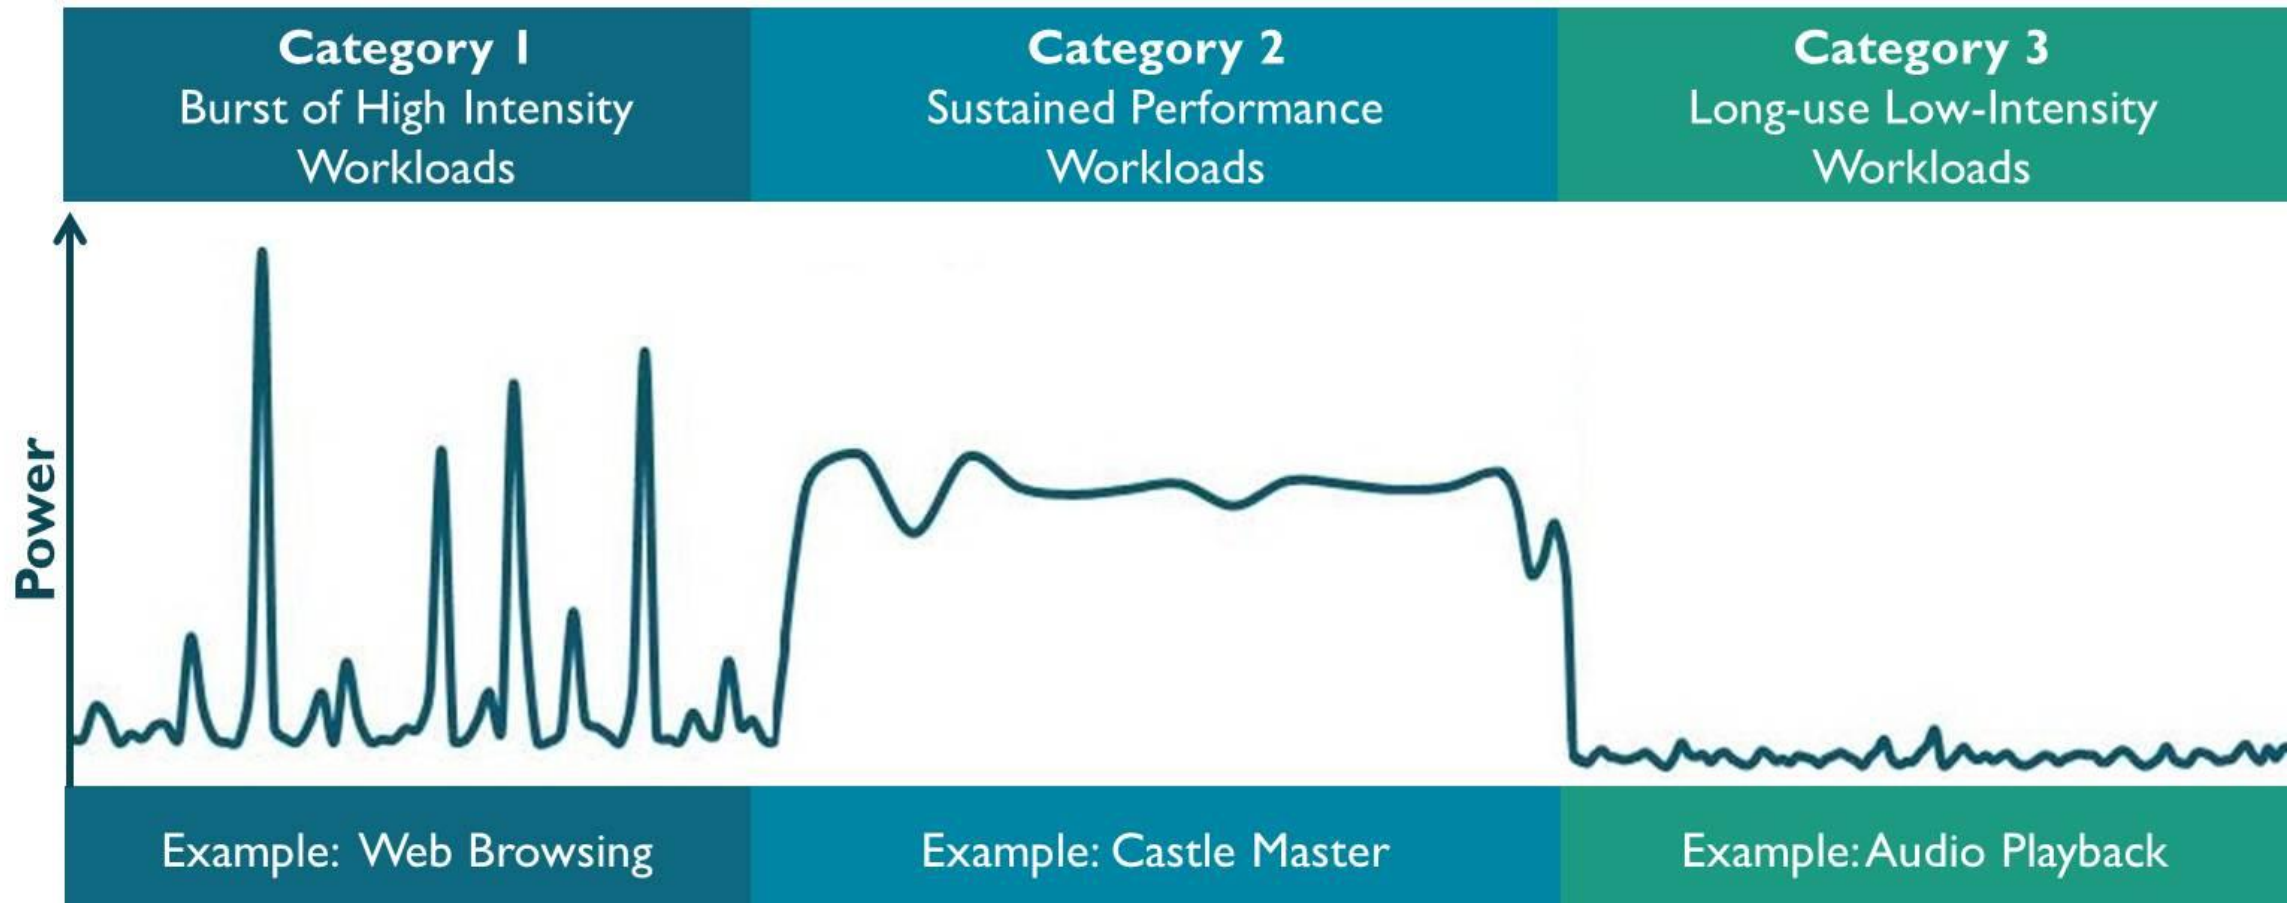 Category 1
Burst of High Intensity
Workloads
Category 2
Sustained Performance
Workloads
Category 3
Long-use Low-Intensity
Workloads
Power
Example: Web Browsing
Example: Castle Master
Example: Audio Playback